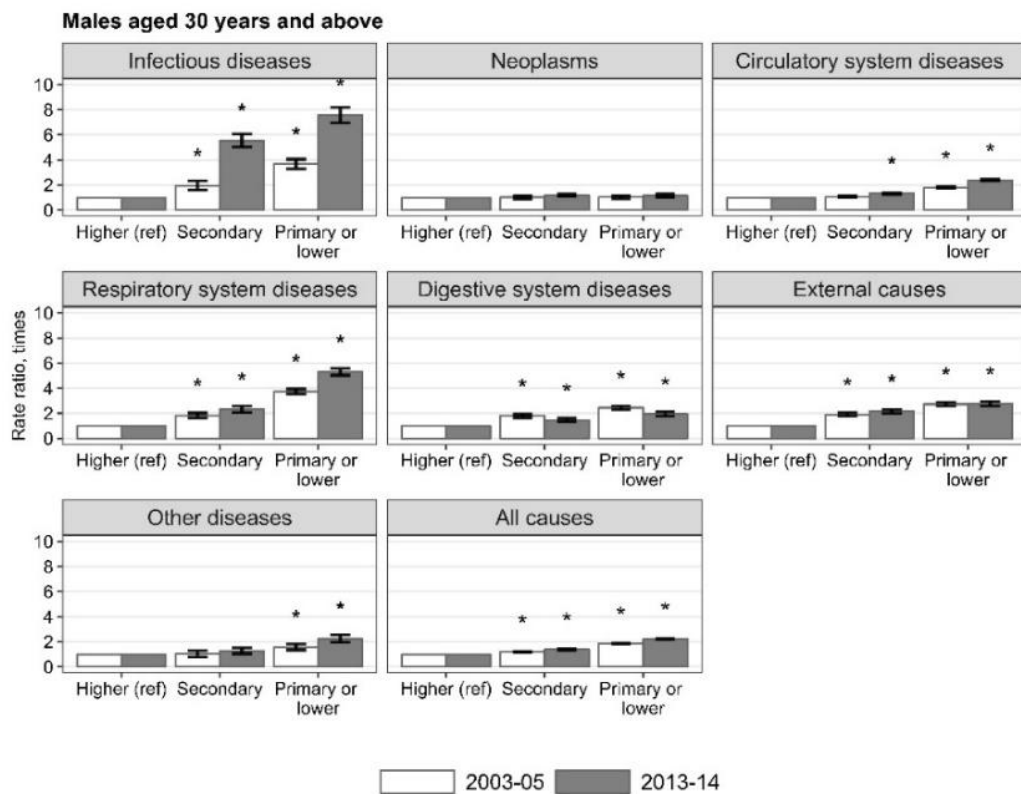 Males aged 30 years and above
Infectious diseases
Neoplasms
Circulatory system diseases
10
8
6
4
2
0
* * * *
* * *
Higher (ref) Secondary Primary or lower
Higher (ref) Secondary Primary or lower
Higher (ref) Secondary Primary or lower
Rate ratio, times
Respiratory system diseases
Digestive system diseases
External causes
10
8
6
4
2
0
* * * *
* * * *
* * * *
Higher (ref) Secondary Primary or lower
Higher (ref) Secondary Primary or lower
Higher (ref) Secondary Primary or lower
Other diseases
All causes
10
8
6
4
2
0
* *
* * * *
Higher (ref) Secondary Primary or lower
Higher (ref) Secondary Primary or lower
2003-05
2013-14